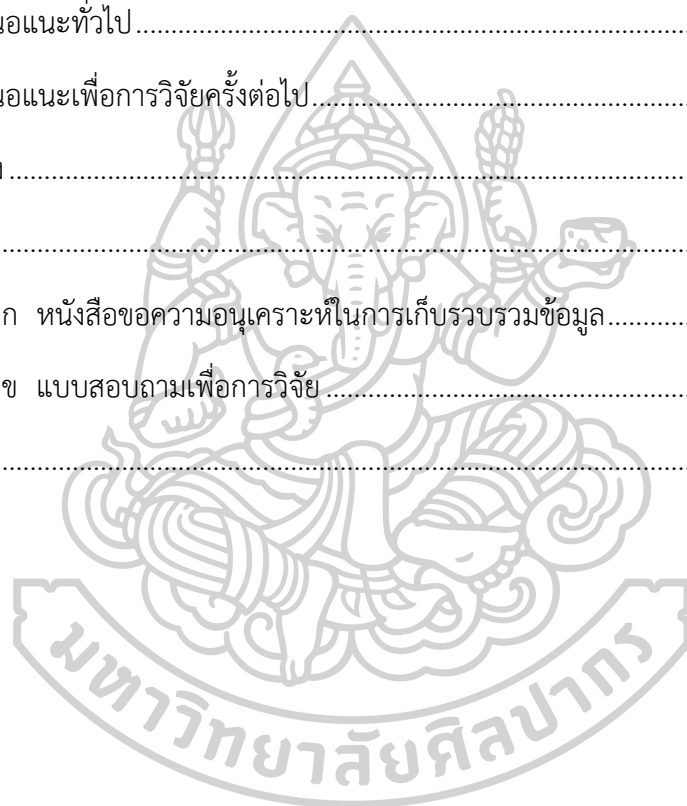 นอแนะทั่วไป ........................................................................
นอแนะเพื่อการวิจัยครั้งต่อไป ................................................
........................................................................................
........................................................................................
ก หนังสือขอความอนุเคราะห์ในการเก็บรวบรวมข้อมูล ............
ข แบบสอบถามเพื่อการวิจัย ...............................................
........................................................................................
มหาวิทยาลัยศิลปากร